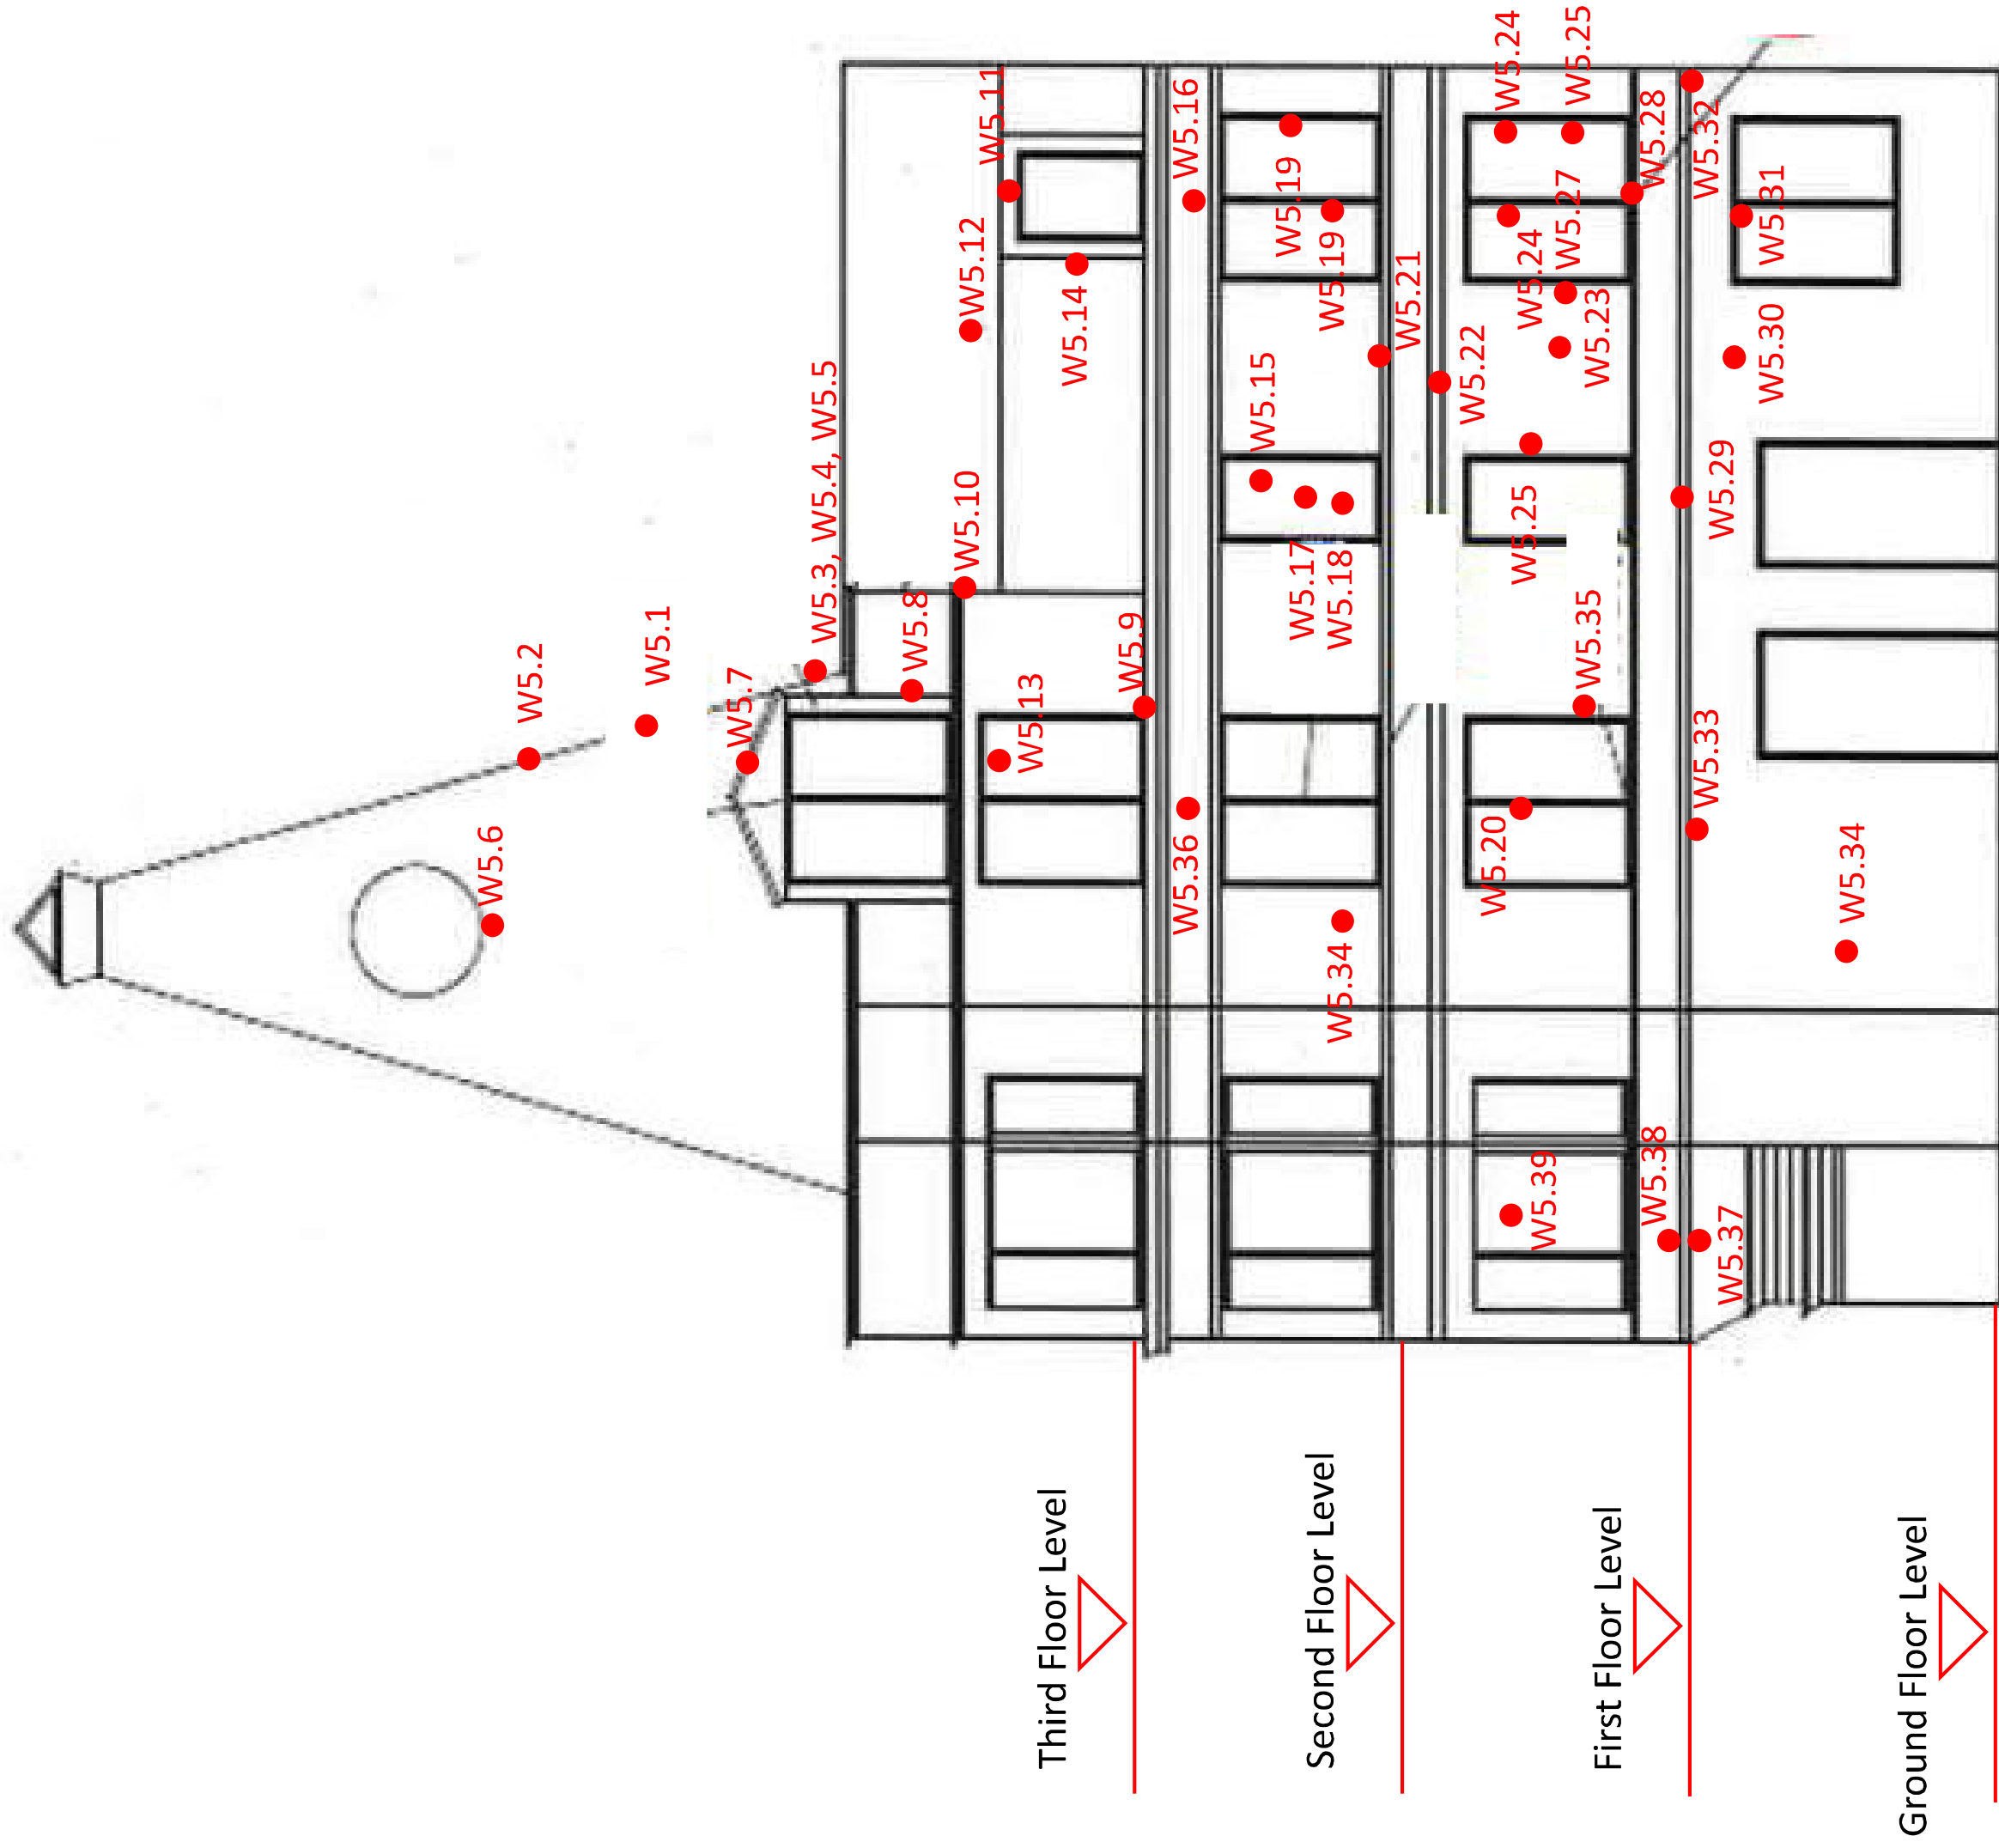 W5.6
W5.2
W5.1
W5.7
W5.3, W5.4, W5.5
W5.8
W5.10
W5.12
W5.11
W5.13
W5.14
W5.9
Third Floor Level
W5.36
W5.16
W5.15
W5.19
W5.17
W5.18
W5.19
W5.34
Second Floor Level
W5.21
W5.22
W5.24
W5.25
W5.20
W5.25
W5.24
W5.27
W5.23
W5.35
W5.39
W5.28
First Floor Level
W5.38
W5.33
W5.29
W5.32
W5.37
W5.30
W5.31
W5.34
Ground Floor Level